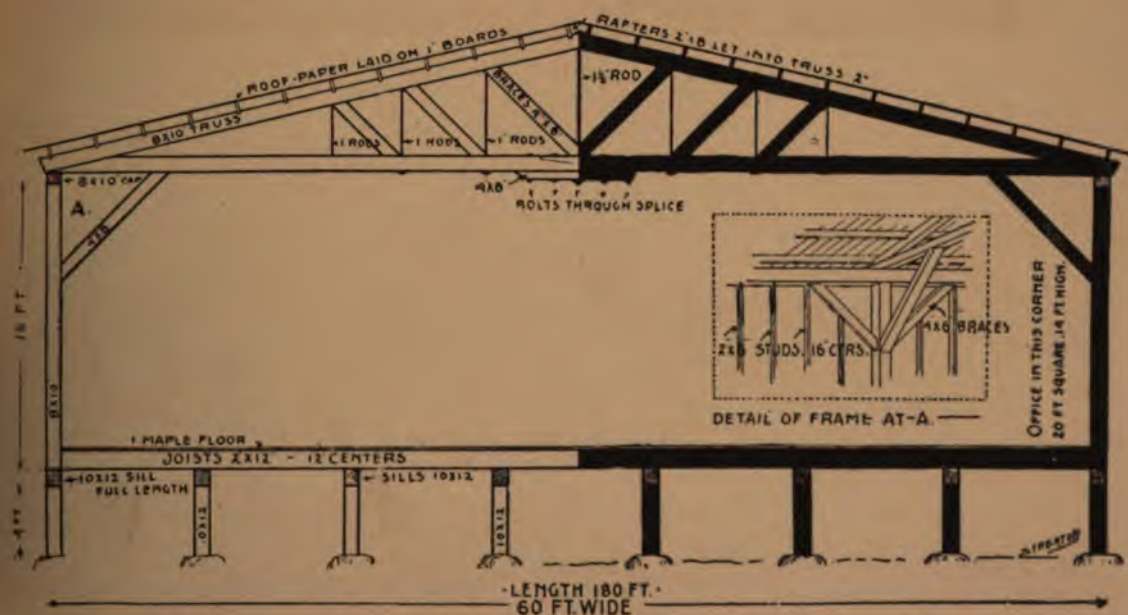 ROOF-PAPER LAID ON 1" BOARDS
RAFTERS 2"
LET INTO TRUSS 2"
8X10 TRUSS
BRACES 4X8
1½" ROD
1" RODS
1" RODS
1" RODS
8X10 CAP
A.
4X8
BOLTS THROUGH SPLICE
8X10
4X6 BRACES
2X6 STUDS, 16" CTRS.
DETAIL OF FRAME AT-A.
OFFICE IN THIS CORNER
20 FT SQUARE 14 FT HIGH.
1" MAPLE FLOOR
JOISTS 2X12 - 12" CENTERS
10X12 SILL
FULL LENGTH
SILLS 10X12
10X12
10X12
4 FT
LENGTH 180 FT.
60 FT. WIDE